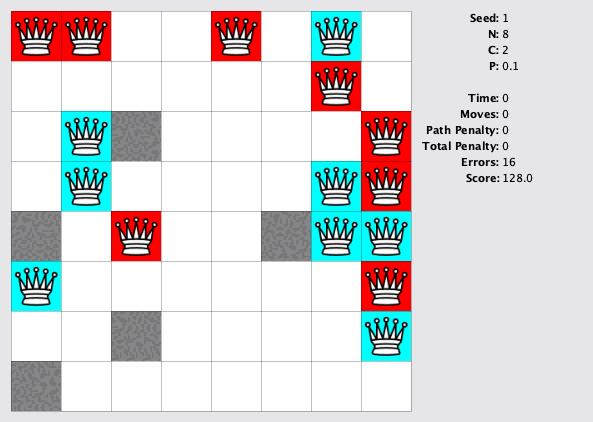 Seed: 1
N: 8
C: 2
P: 0.1
Time: 0
Moves: 0
Path Penalty: 0
Total Penalty: 0
Errors: 16
Score: 128.0